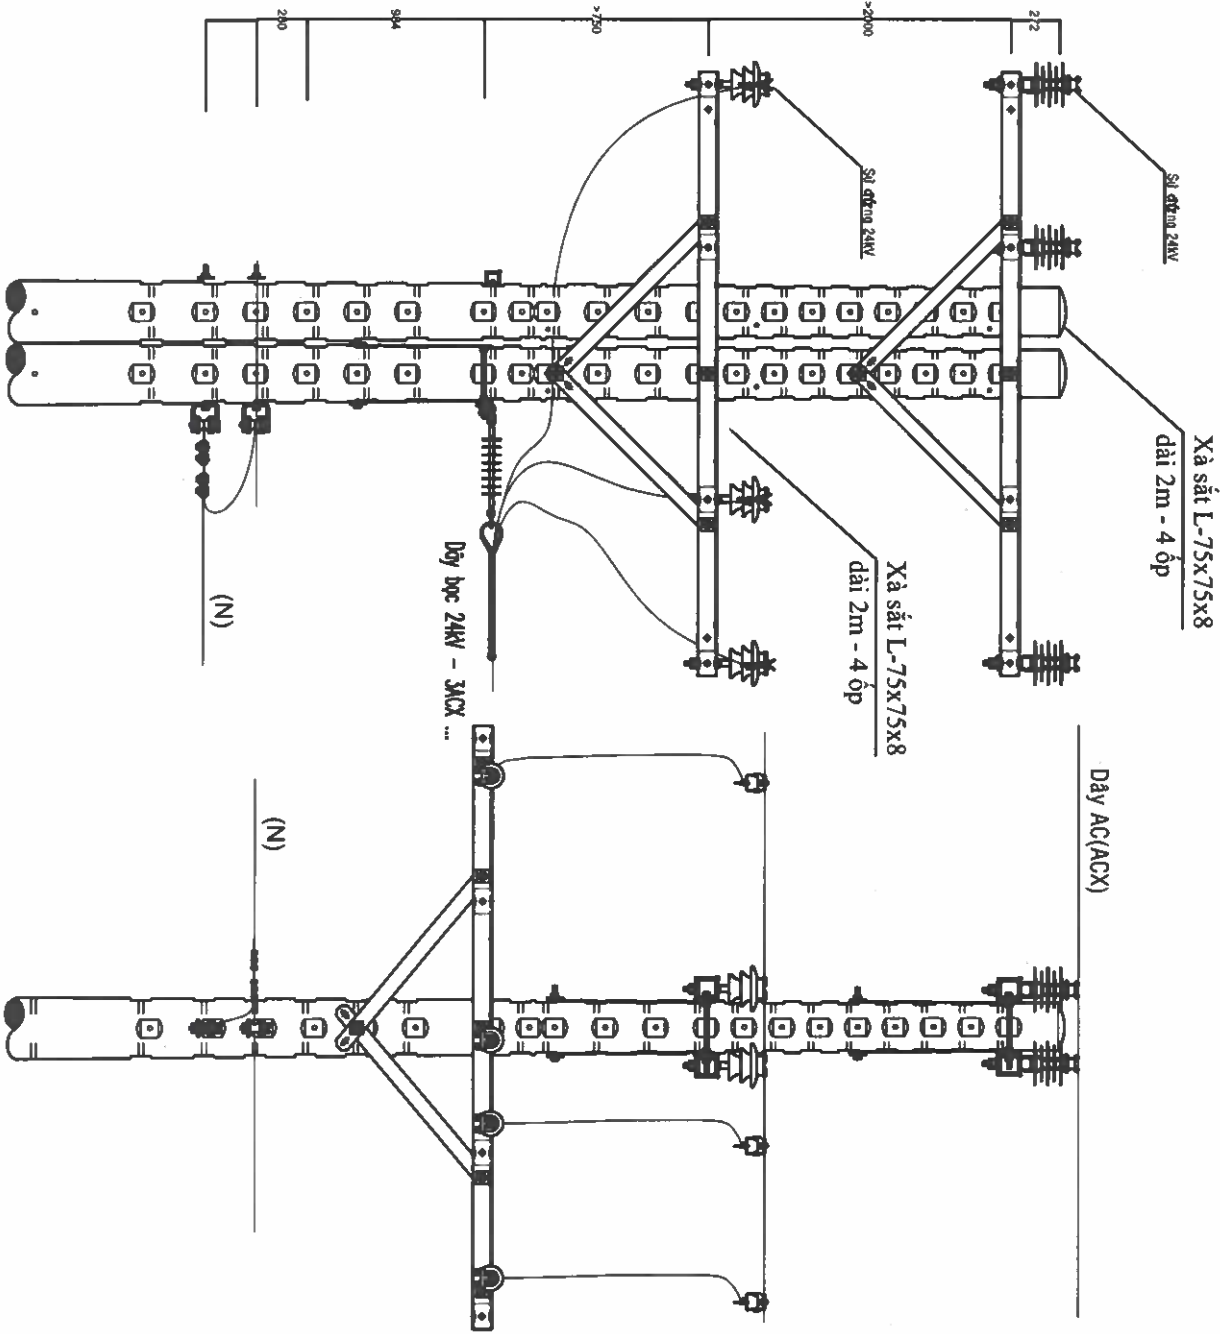 272
>2000
>750
984
280
Sứ đứng 24kV
Sứ đứng 24kV
Xà sắt L-75x75x8
dài 2m - 4 ốp
Xà sắt L-75x75x8
dài 2m - 4 ốp
Dây bọc 24kV - 3ACX ...
(N)
Dây AC(ACX)
(N)